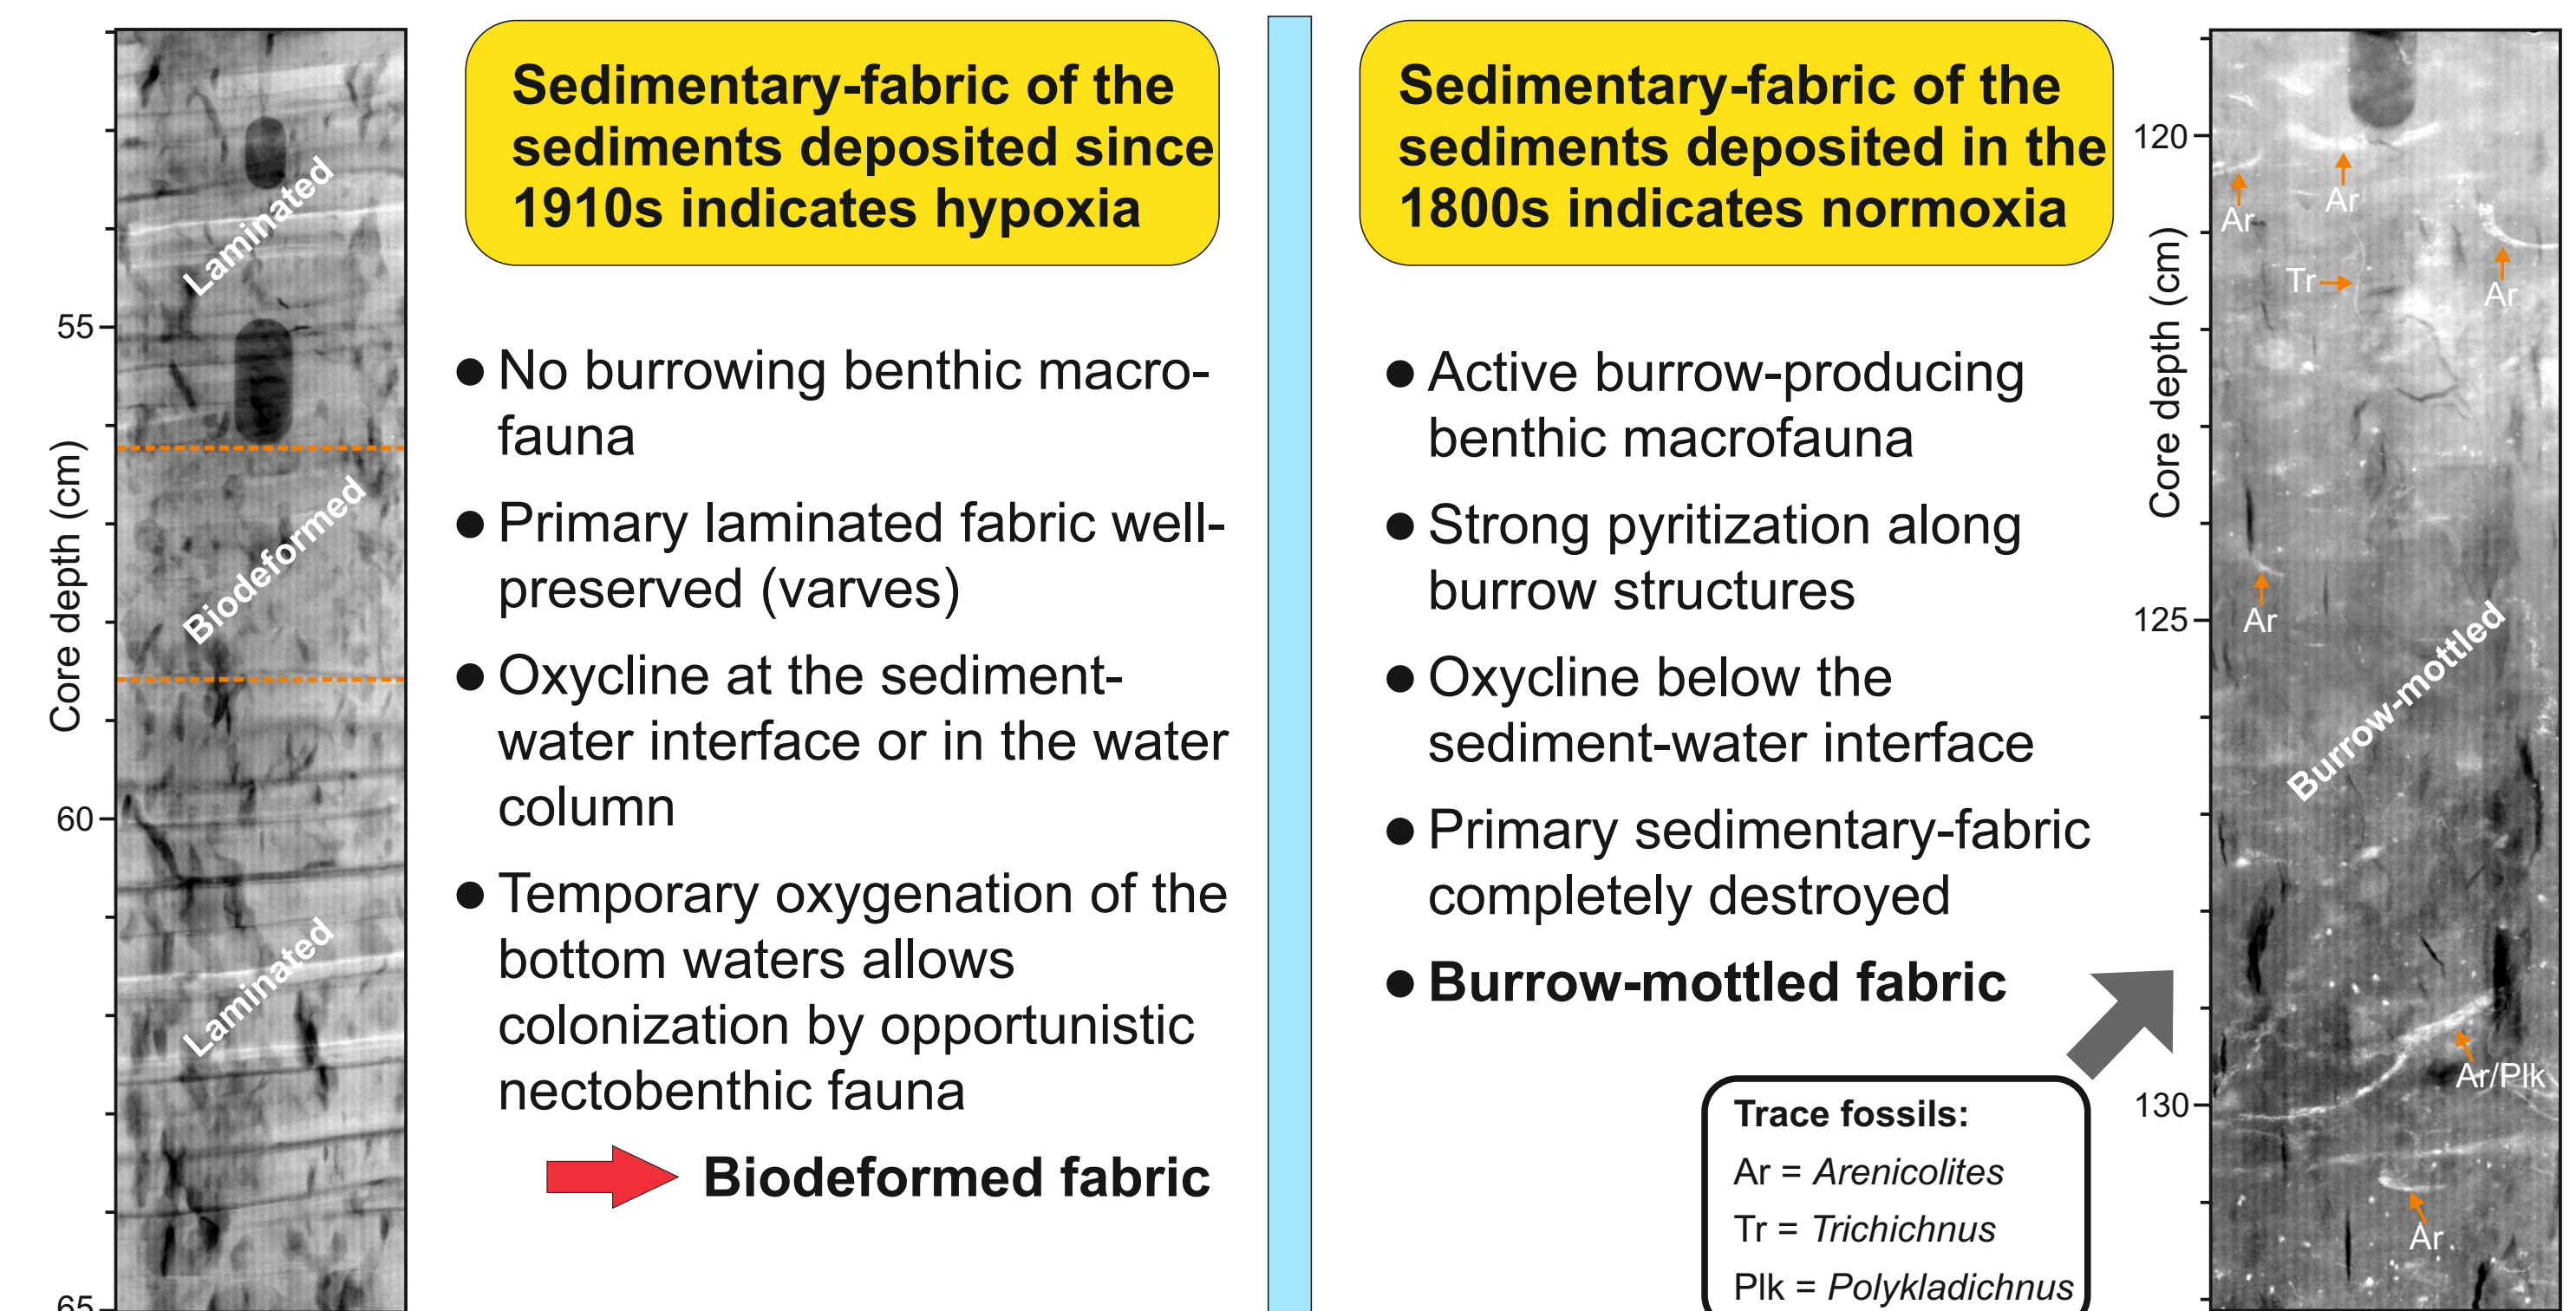 Core depth (cm)
55
60
65
Laminated
Biodeformed
Laminated
Sedimentary-fabric of the
sediments deposited since
1910s indicates hypoxia
● No burrowing benthic macro-
fauna
● Primary laminated fabric well-
preserved (varves)
● Oxycline at the sediment-
water interface or in the water
column
● Temporary oxygenation of the
bottom waters allows
colonization by opportunistic
nectobenthic fauna
Biodeformed fabric
Sedimentary-fabric of the
sediments deposited in the
1800s indicates normoxia
● Active burrow-producing
benthic macrofauna
● Strong pyritization along
burrow structures
● Oxycline below the
sediment-water interface
● Primary sedimentary-fabric
completely destroyed
● Burrow-mottled fabric
Trace fossils:
Ar = Arenicolites
Tr = Trichichnus
Plk = Polykladichnus
Core depth (cm)
120
125
130
Ar
Ar
Tr
Ar
Ar
Burrow-mottled
Ar/Plk
Ar